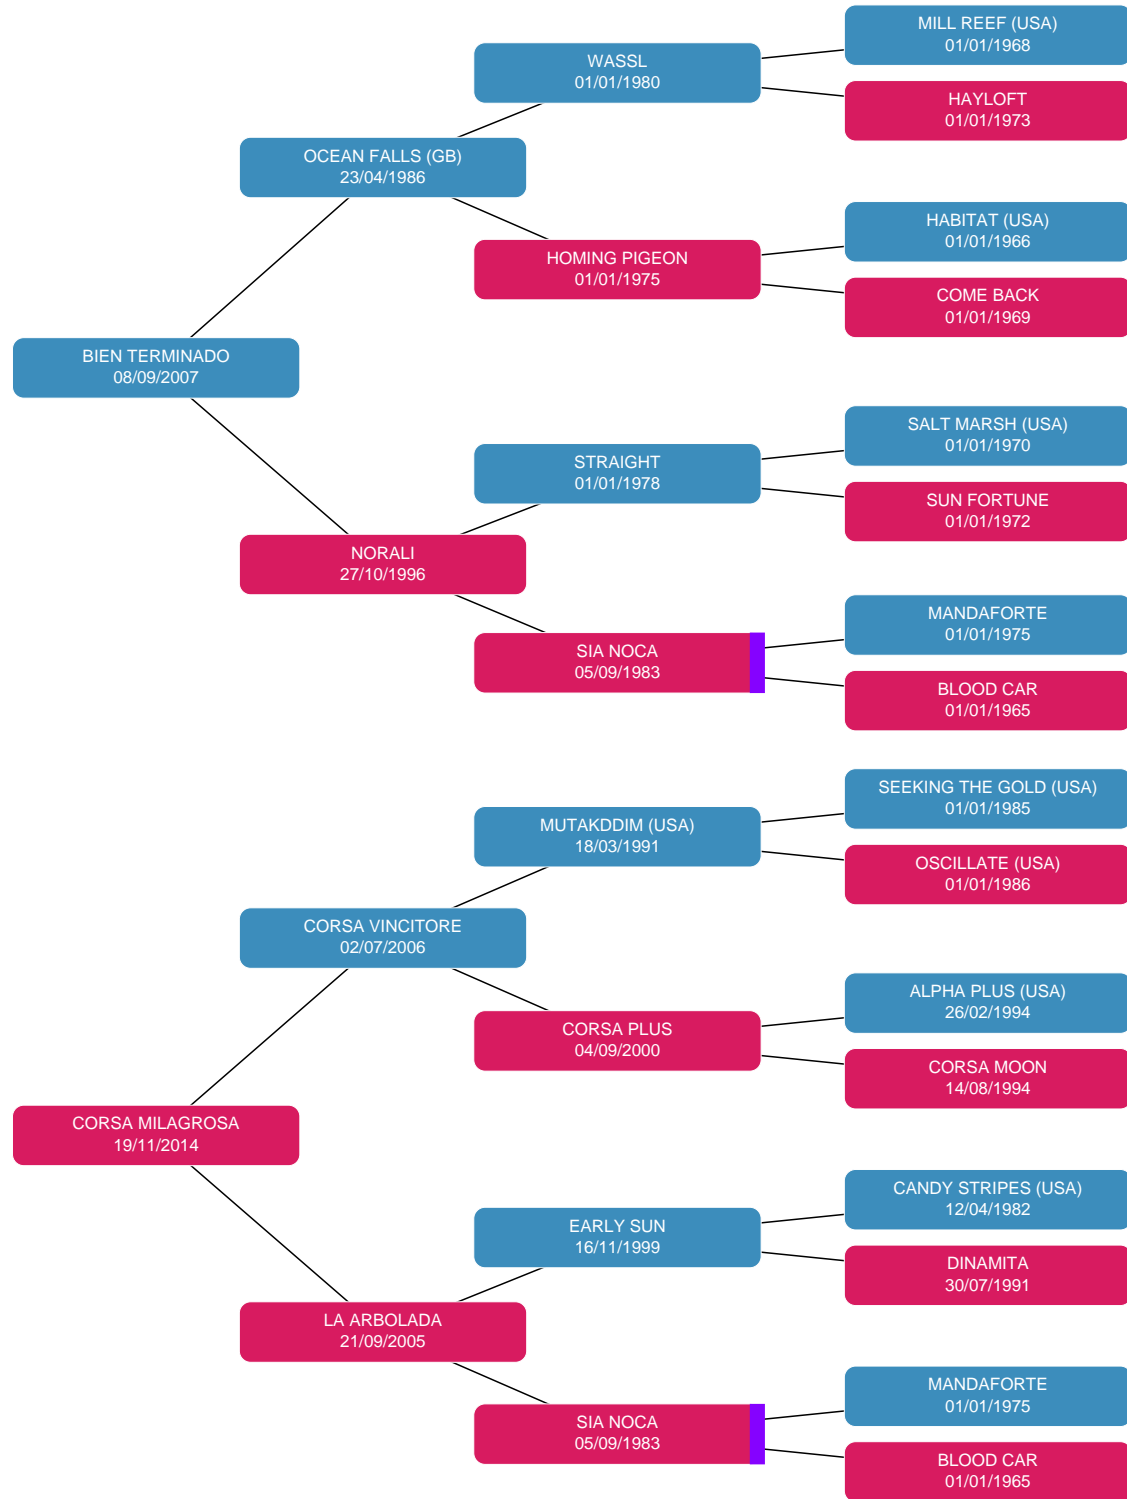 MILL REEF (USA)
01/01/1968
WASSL
01/01/1980
HAYLOFT
01/01/1973
OCEAN FALLS (GB)
23/04/1986
HABITAT (USA)
01/01/1966
HOMING PIGEON
01/01/1975
COME BACK
01/01/1969
BIEN TERMINADO
08/09/2007
SALT MARSH (USA)
01/01/1970
STRAIGHT
01/01/1978
SUN FORTUNE
01/01/1972
NORALI
27/10/1996
MANDAFORTE
01/01/1975
SIA NOCA
05/09/1983
BLOOD CAR
01/01/1965
SEEKING THE GOLD (USA)
01/01/1985
MUTAKDDIM (USA)
18/03/1991
OSCILLATE (USA)
01/01/1986
CORSA VINCITORE
02/07/2006
ALPHA PLUS (USA)
26/02/1994
CORSA PLUS
04/09/2000
CORSA MOON
14/08/1994
CORSA MILAGROSA
19/11/2014
CANDY STRIPES (USA)
12/04/1982
EARLY SUN
16/11/1999
DINAMITA
30/07/1991
LA ARBOLADA
21/09/2005
MANDAFORTE
01/01/1975
SIA NOCA
05/09/1983
BLOOD CAR
01/01/1965